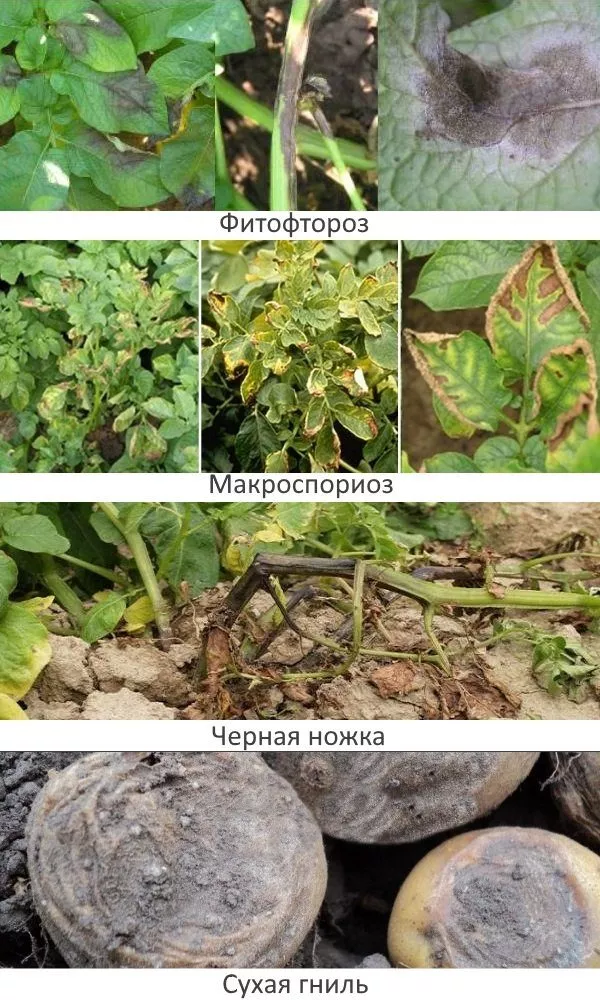 Фитофтороз
Макроспориоз
Черная ножка
Сухая гниль